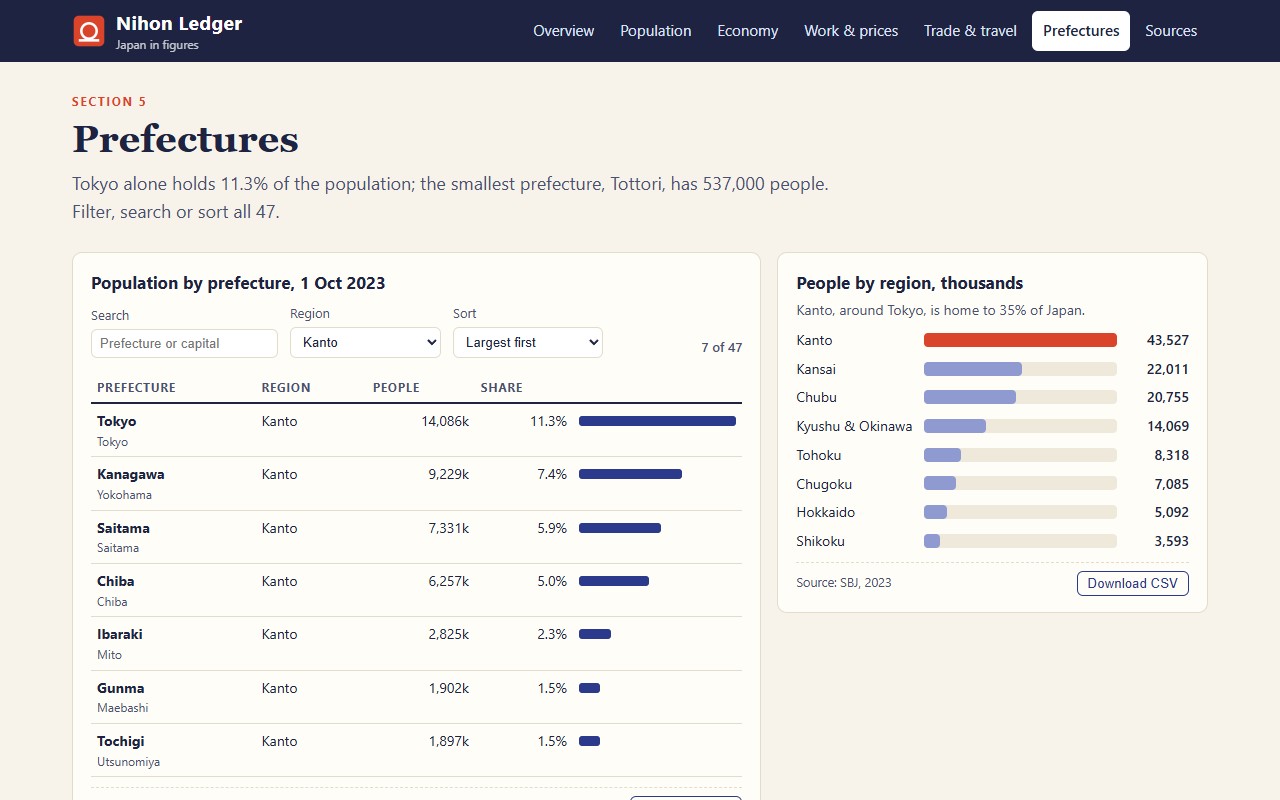 Nihon Ledger
Japan in figures
Overview
Population
Economy
Work & prices
Trade & travel
Prefectures
Sources
SECTION 5
Prefectures
Tokyo alone holds 11.3% of the population; the smallest prefecture, Tottori, has 537,000 people.
Filter, search or sort all 47.
Population by prefecture, 1 Oct 2023
Search
Region
Sort
Prefecture or capital
Kanto
Largest first
7 of 47
PREFECTURE REGION PEOPLE SHARE
Tokyo Kanto 14,086k 11.3%
Tokyo
Kanagawa Kanto 9,229k 7.4%
Yokohama
Saitama Kanto 7,331k 5.9%
Saitama
Chiba Kanto 6,257k 5.0%
Chiba
Ibaraki Kanto 2,825k 2.3%
Mito
Gunma Kanto 1,902k 1.5%
Maebashi
Tochigi Kanto 1,897k 1.5%
Utsunomiya
People by region, thousands
Kanto, around Tokyo, is home to 35% of Japan.
Kanto 43,527
Kansai 22,011
Chubu 20,755
Kyushu & Okinawa 14,069
Tohoku 8,318
Chugoku 7,085
Hokkaido 5,092
Shikoku 3,593
Source: SBJ, 2023
Download CSV